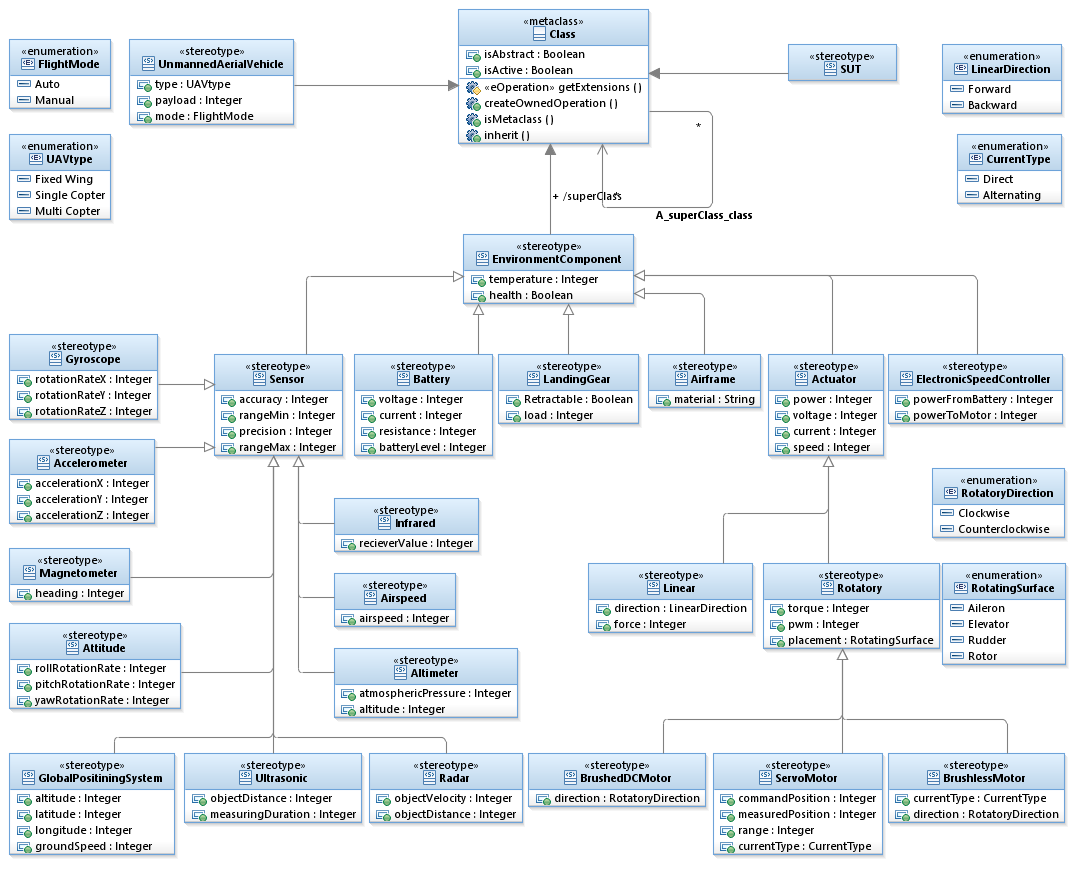 «metaclass»
Class
isAbstract : Boolean
isActive : Boolean
«eOperation» getExtensions ()
createOwnedOperation ()
isMetaclass ()
inherit ()
«enumeration»
FlightMode
Auto
Manual
«stereotype»
UnmannedAerialVehicle
type : UAVtype
payload : Integer
mode : FlightMode
«stereotype»
SUT
«enumeration»
LinearDirection
Forward
Backward
«enumeration»
UAVtype
Fixed Wing
Single Copter
Multi Copter
*
«enumeration»
CurrentType
Direct
Alternating
+ /superClass
*
A_superClass_class
«stereotype»
EnvironmentComponent
temperature : Integer
health : Boolean
«stereotype»
Gyroscope
rotationRateX : Integer
rotationRateY : Integer
rotationRateZ : Integer
«stereotype»
Sensor
accuracy : Integer
rangeMin : Integer
precision : Integer
rangeMax : Integer
«stereotype»
Battery
voltage : Integer
current : Integer
resistance : Integer
batteryLevel : Integer
«stereotype»
LandingGear
Retractable : Boolean
load : Integer
«stereotype»
Airframe
material : String
«stereotype»
Actuator
power : Integer
voltage : Integer
current : Integer
speed : Integer
«stereotype»
ElectronicSpeedController
powerFromBattery : Integer
powerToMotor : Integer
«stereotype»
Accelerometer
accelerationX : Integer
accelerationY : Integer
accelerationZ : Integer
«stereotype»
Infrared
recieverValue : Integer
«enumeration»
RotatoryDirection
Clockwise
Counterclockwise
«stereotype»
Magnetometer
heading : Integer
«stereotype»
Airspeed
airspeed : Integer
«stereotype»
Linear
direction : LinearDirection
force : Integer
«stereotype»
Rotatory
torque : Integer
pwm : Integer
placement : RotatingSurface
«enumeration»
RotatingSurface
Aileron
Elevator
Rudder
Rotor
«stereotype»
Attitude
rollRotationRate : Integer
pitchRotationRate : Integer
yawRotationRate : Integer
«stereotype»
Altimeter
atmosphericPressure : Integer
altitude : Integer
«stereotype»
GlobalPositiningSystem
altitude : Integer
latitude : Integer
longitude : Integer
groundSpeed : Integer
«stereotype»
Ultrasonic
objectDistance : Integer
measuringDuration : Integer
«stereotype»
Radar
objectVelocity : Integer
objectDistance : Integer
«stereotype»
BrushedDCMotor
direction : RotatoryDirection
«stereotype»
ServoMotor
commandPosition : Integer
measuredPosition : Integer
range : Integer
currentType : CurrentType
«stereotype»
BrushlessMotor
currentType : CurrentType
direction : RotatoryDirection